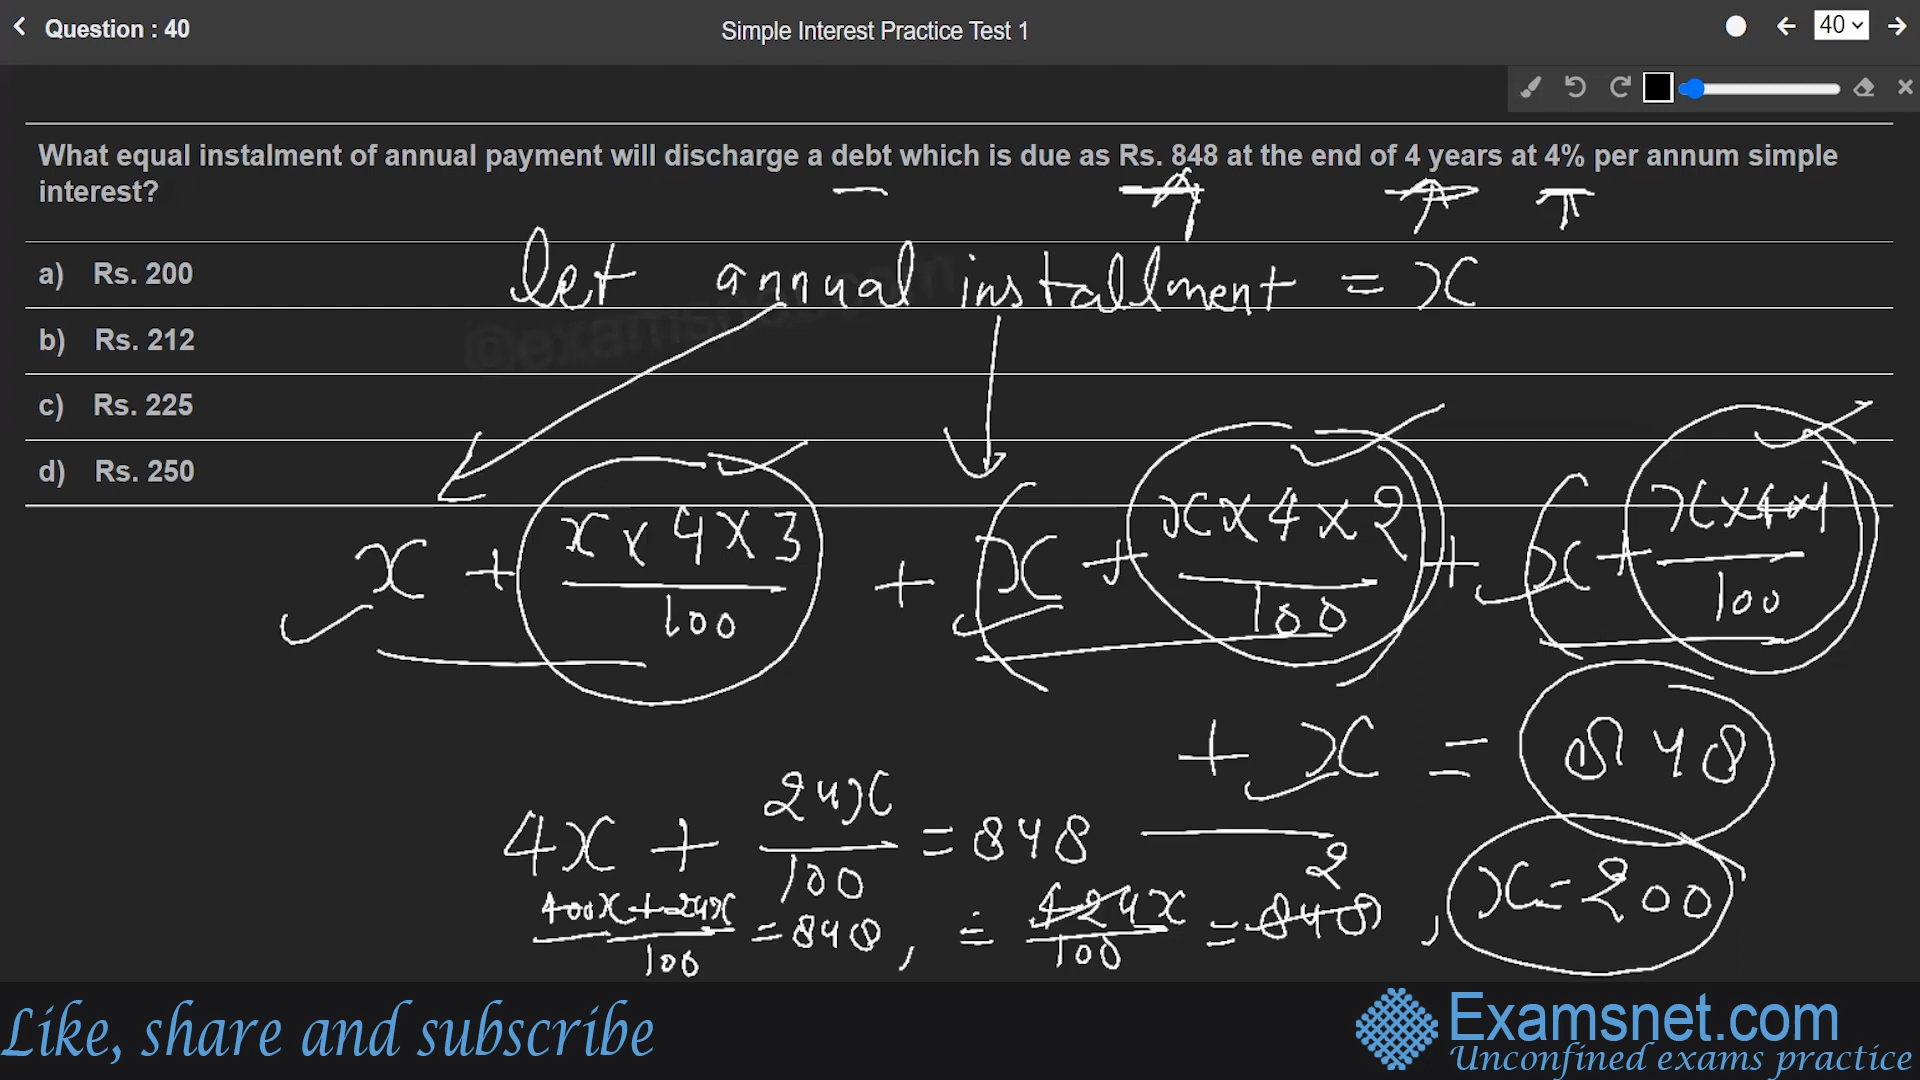 Question : 40
Simple Interest Practice Test 1
40
What equal instalment of annual payment will discharge a debt which is due as Rs. 848 at the end of 4 years at 4% per annum simple
interest?
a) Rs. 200
b) Rs. 212
c) Rs. 225
d) Rs. 250
let annual installment = x
x + x × 4 × 3 / 100 + (x + x × 4 × 2 / 100) + (x + x × 4 × 1 / 100
+ x = 848
4x + 24x / 100 = 848
400x + 24x / 100 = 848, = 424x / 100 = 848 2, x = 200
Like, share and subscribe
Examsnet.com
Unconfined exams practice